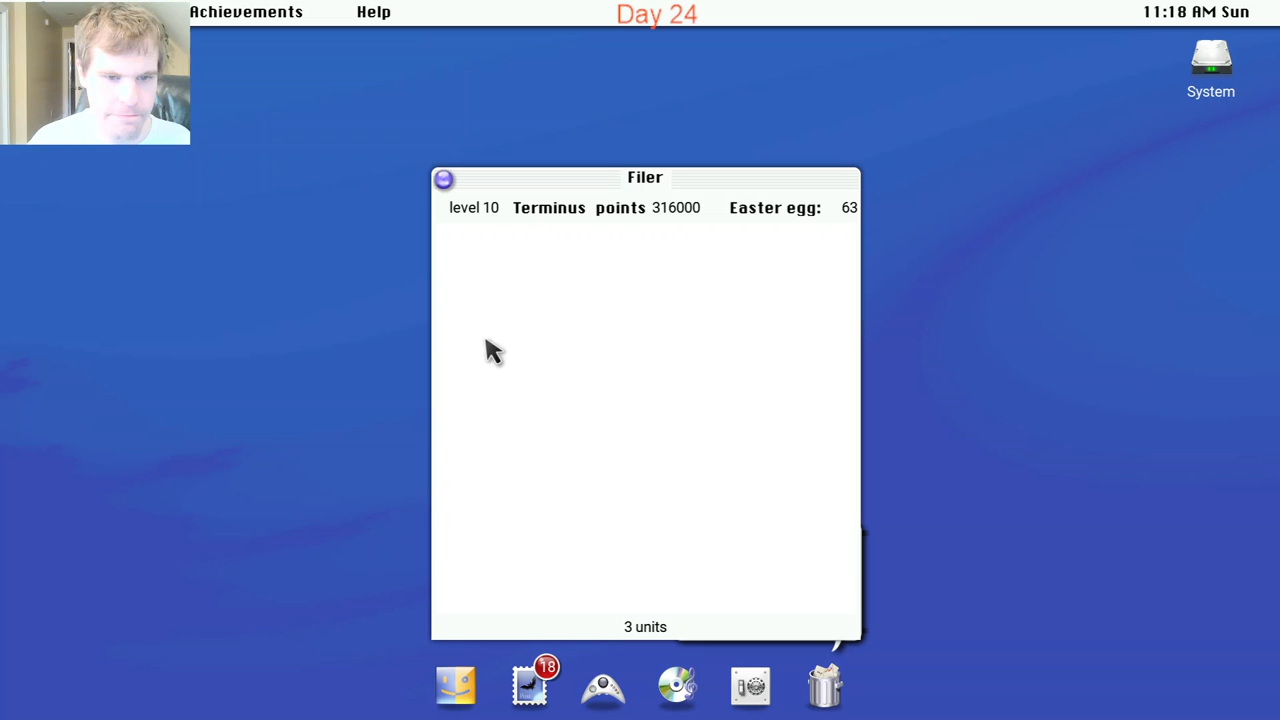 Achievements Help Day 24 11:18 AM Sun
System
Filer
level 10 Terminus points 316000 Easter egg: 63
3 units
18